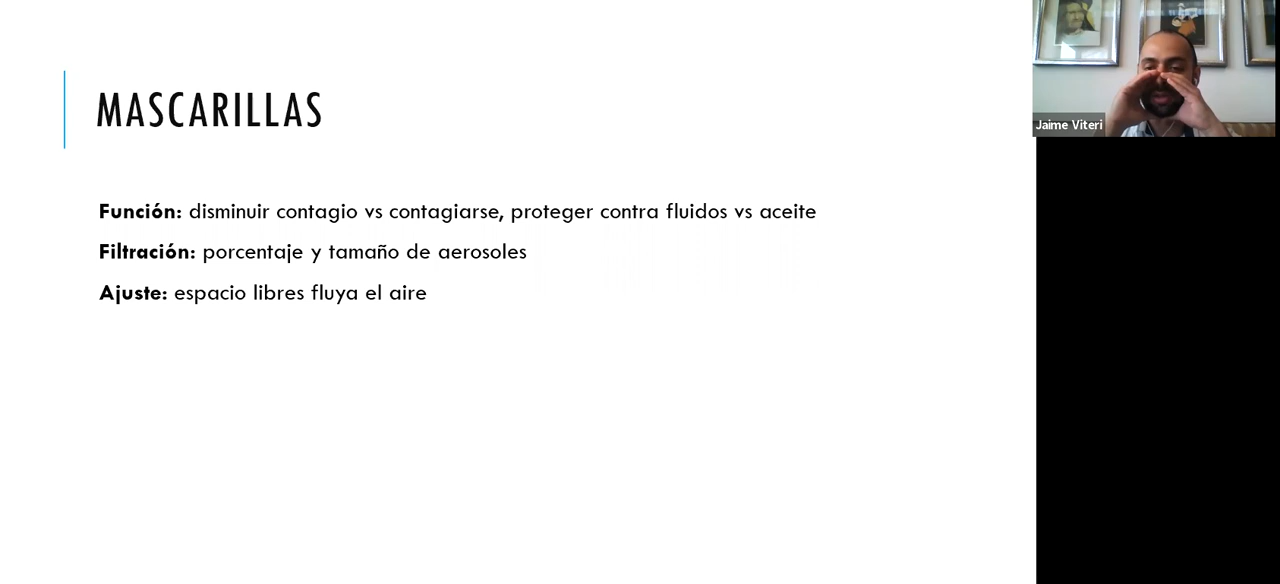 MASCARILLAS
Función: disminuir contagio vs contagiarse, proteger contra fluidos vs aceite
Filtración: porcentaje y tamaño de aerosoles
Ajuste: espacio libres fluya el aire
Jaime Viteri